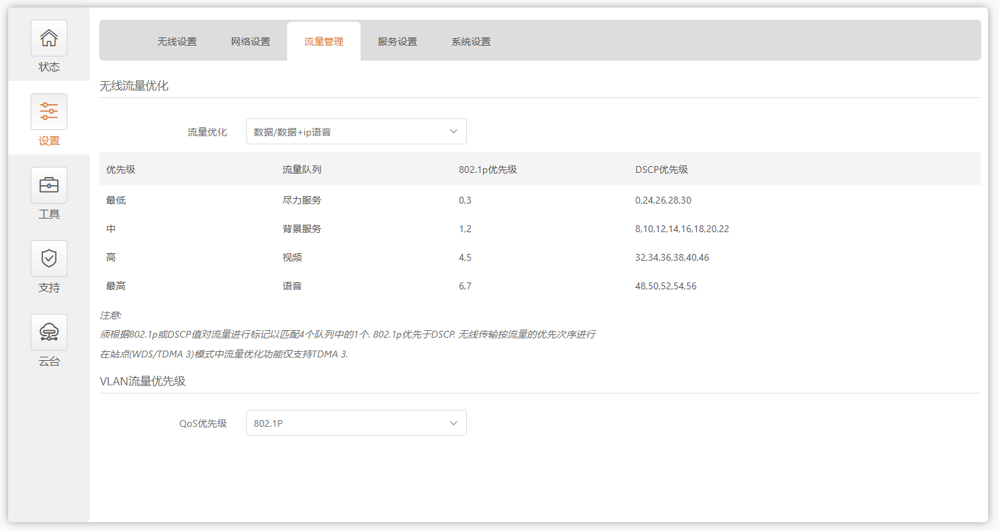 状态
设置
工具
支持
云台
无线设置 网络设置 流量管理 服务设置 系统设置
无线流量优化
流量优化 数据/数据+ip语音
优先级 流量队列 802.1p优先级 DSCP优先级
最低 尽力服务 0,3 0,24,26,28,30
中 背景服务 1,2 8,10,12,14,16,18,20,22
高 视频 4,5 32,34,36,38,40,46
最高 语音 6,7 48,50,52,54,56
注意:
须根据802.1p或DSCP值对流量进行标记以匹配4个队列中的1个. 802.1p优先于DSCP. 无线传输按流量的优先次序进行
在站点(WDS/TDMA 3)模式中流量优化功能仅支持TDMA 3.
VLAN流量优先级
QoS优先级 802.1P